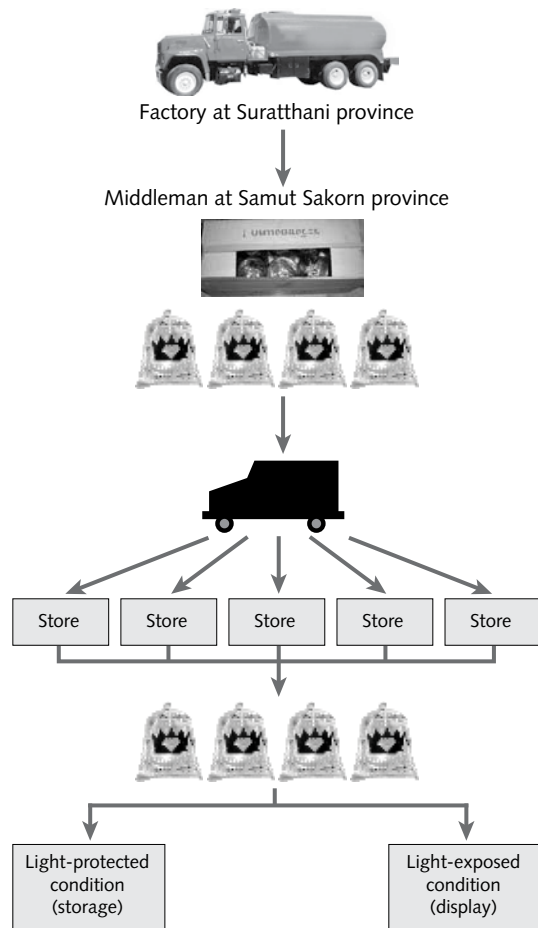 Factory at Suratthani province
Middleman at Samut Sakorn province
Store
Store
Store
Store
Store
Light-protected
condition
(storage)
Light-exposed
condition
(display)